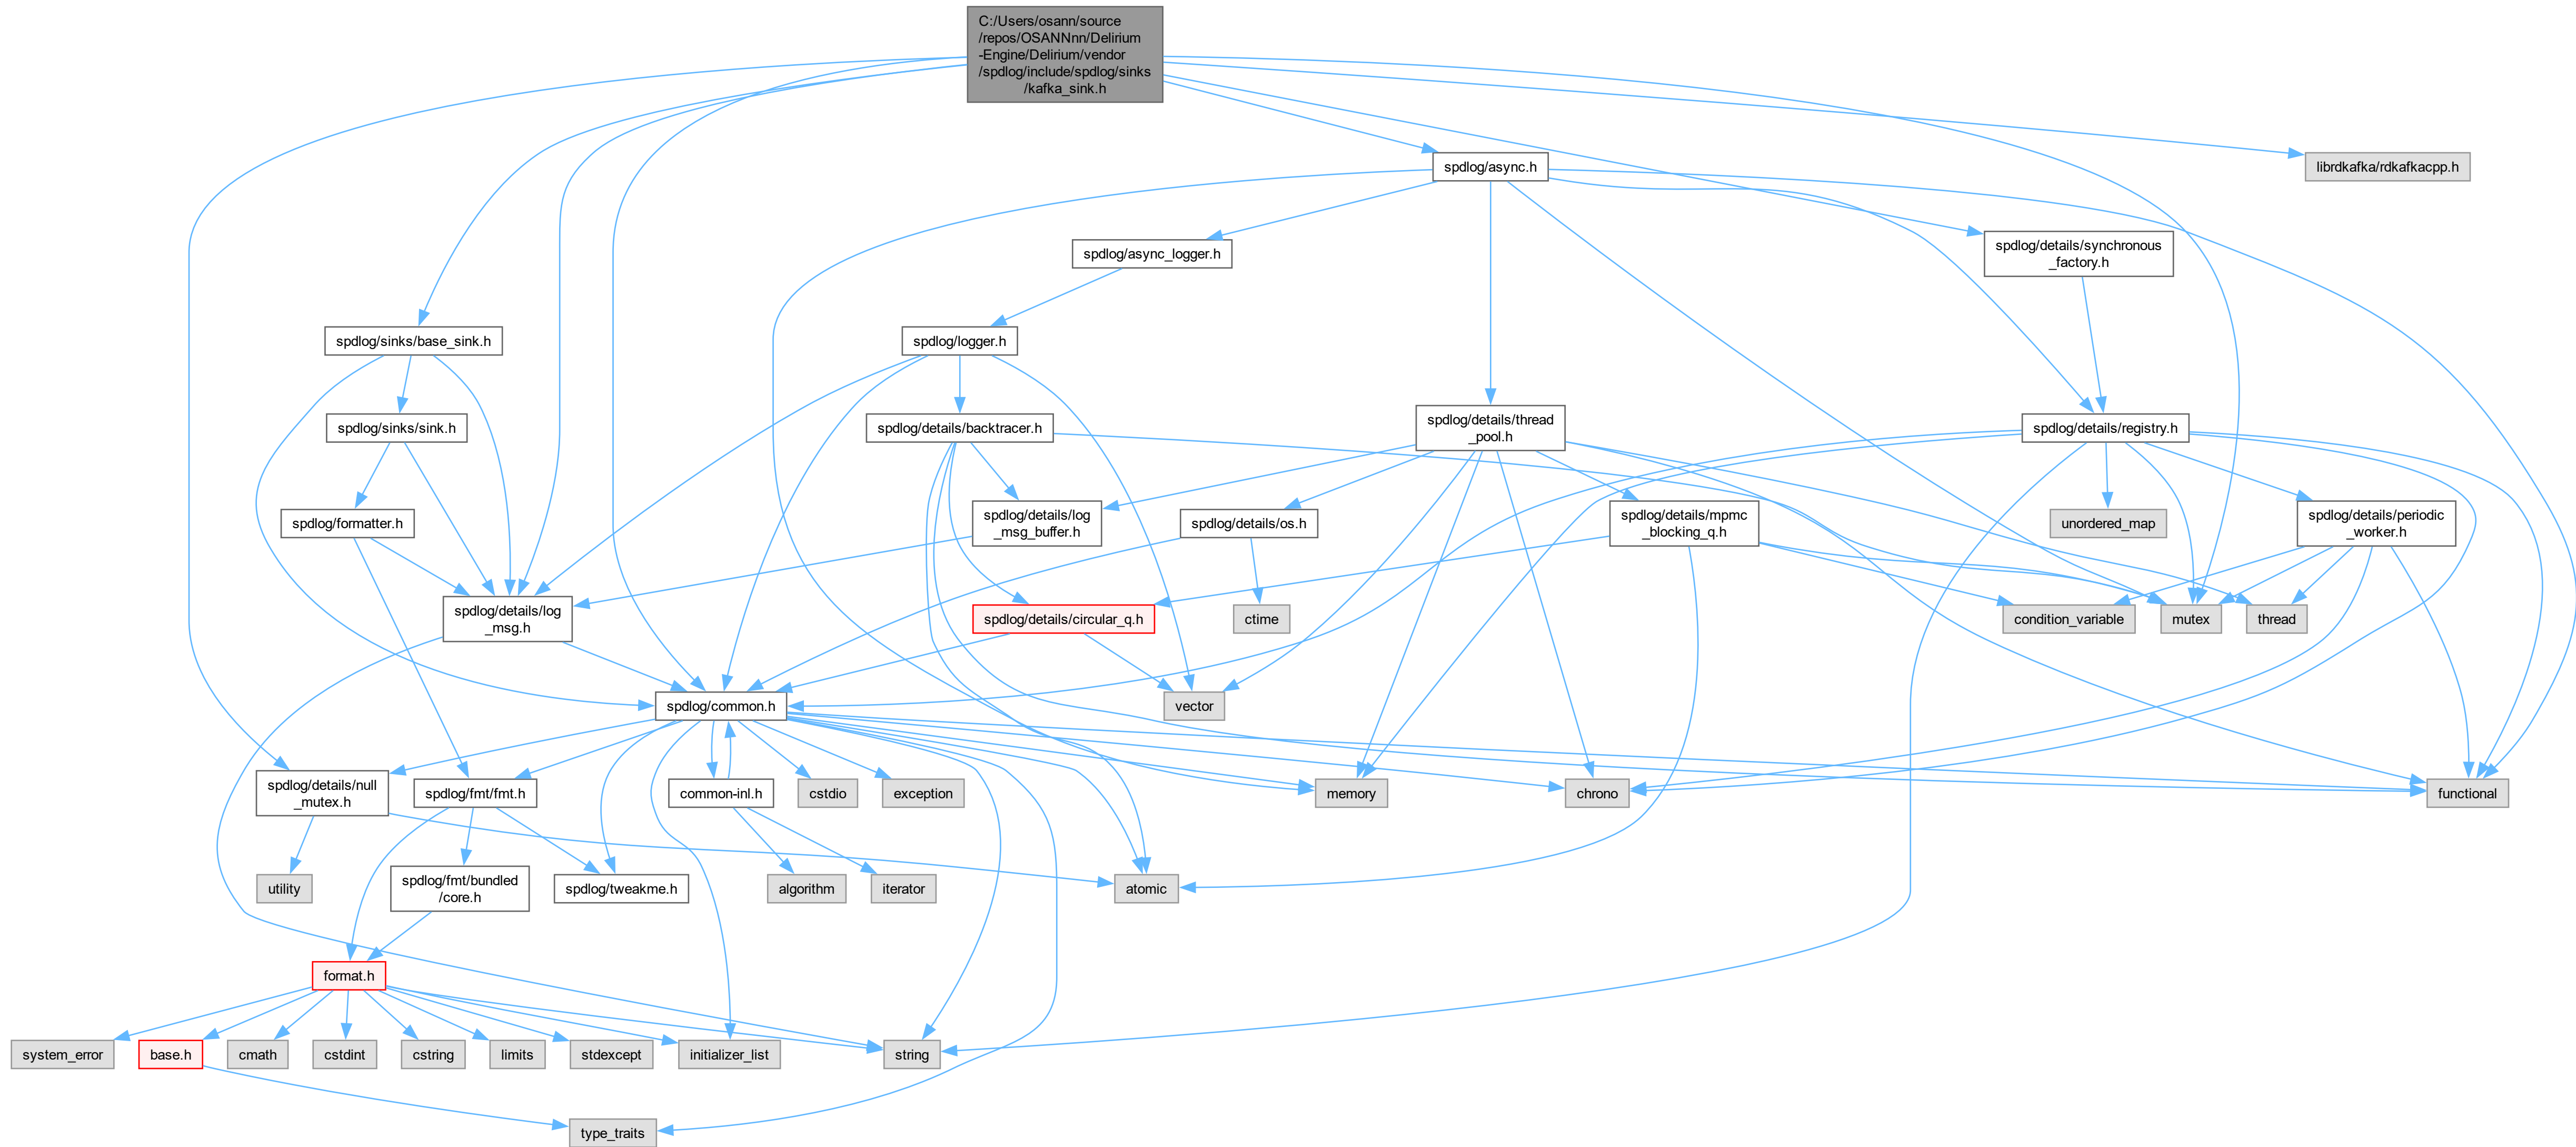 C:/Users/osann/source
/repos/OSANNnn/Delirium
-Engine/Delirium/vendor
/spdlog/include/spdlog/sinks
/kafka_sink.h
spdlog/async.h
librdkafka/rdkafkacpp.h
spdlog/async_logger.h
spdlog/details/synchronous
_factory.h
spdlog/sinks/base_sink.h
spdlog/logger.h
spdlog/sinks/sink.h
spdlog/details/backtracer.h
spdlog/details/thread
_pool.h
spdlog/details/registry.h
spdlog/formatter.h
spdlog/details/log
_msg_buffer.h
spdlog/details/os.h
spdlog/details/mpmc
_blocking_q.h
unordered_map
spdlog/details/periodic
_worker.h
spdlog/details/log
_msg.h
spdlog/details/circular_q.h
ctime
condition_variable
mutex
thread
spdlog/common.h
vector
spdlog/details/null
_mutex.h
spdlog/fmt/fmt.h
common-inl.h
cstdio
exception
memory
chrono
functional
utility
spdlog/fmt/bundled
/core.h
spdlog/tweakme.h
algorithm
iterator
atomic
format.h
system_error
base.h
cmath
cstdint
cstring
limits
stdexcept
initializer_list
string
type_traits